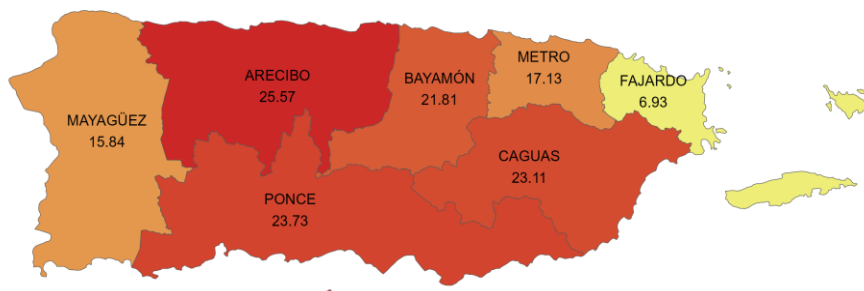 METRO
17.13
ARECIBO
25.57
BAYAMÓN
21.81
FAJARDO
6.93
MAYAGÜEZ
15.84
CAGUAS
23.11
PONCE
23.73